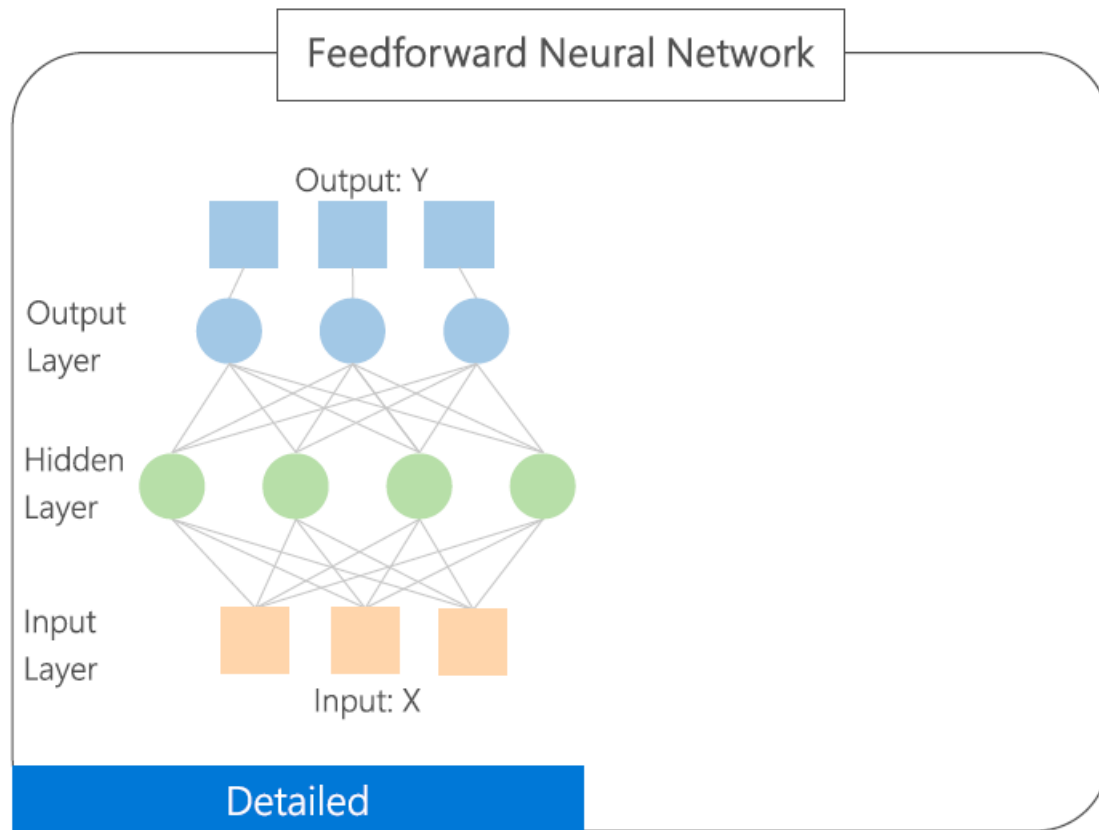 Feedforward Neural Network
Output: Y
Output
Layer
Hidden
Layer
Input
Layer
Input: X
Detailed